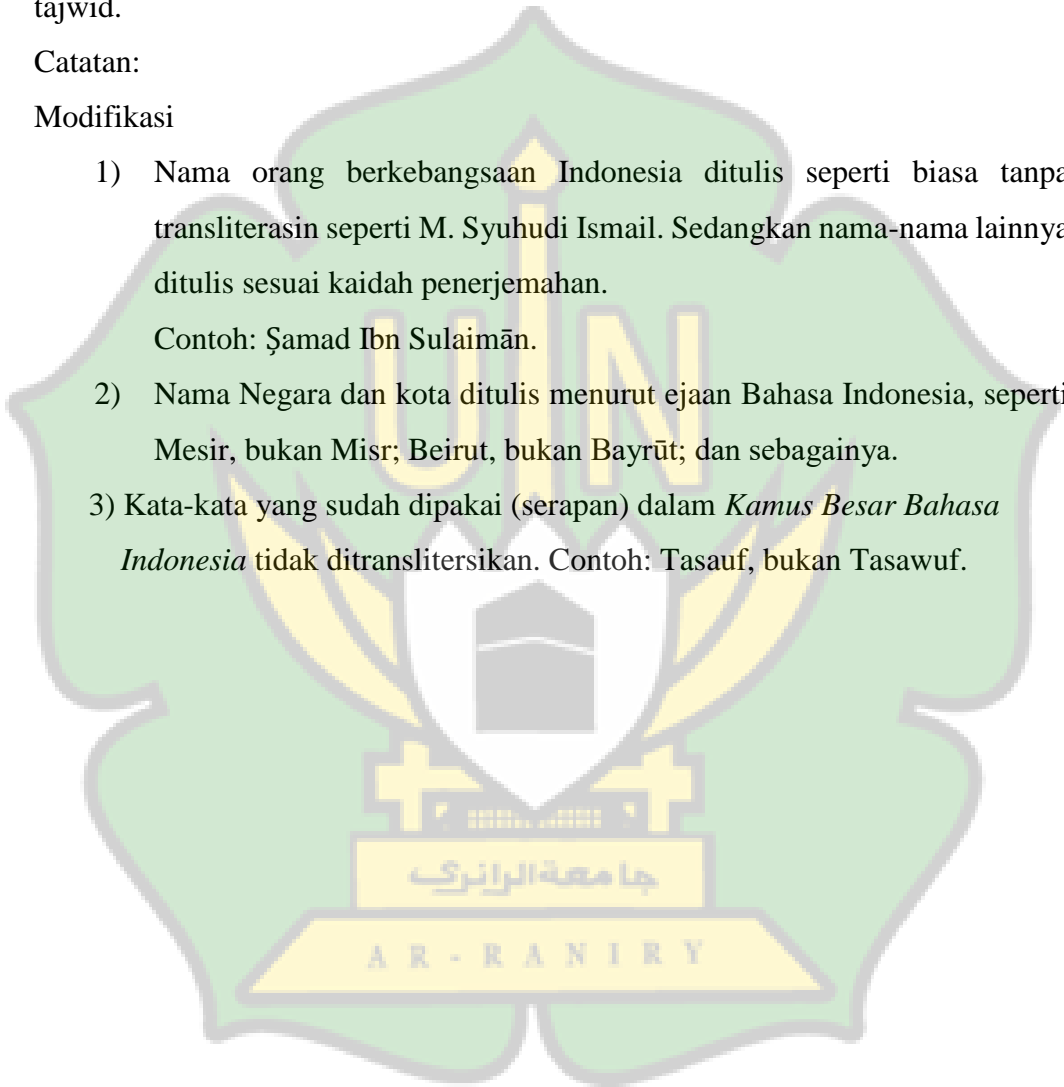 tajwid.
Catatan:
Modifikasi
1) Nama orang berkebangsaan Indonesia ditulis seperti biasa tanpa
transliterasin seperti M. Syuhudi Ismail. Sedangkan nama-nama lainnya
ditulis sesuai kaidah penerjemahan.
Contoh: Ṣamad Ibn Sulaimān.
2) Nama Negara dan kota ditulis menurut ejaan Bahasa Indonesia, seperti
Mesir, bukan Misr; Beirut, bukan Bayrūt; dan sebagainya.
3) Kata-kata yang sudah dipakai (serapan) dalam Kamus Besar Bahasa
Indonesia tidak ditranslitersikan. Contoh: Tasauf, bukan Tasawuf.
UIN
جامعةالرانرك
AR-RANIRY